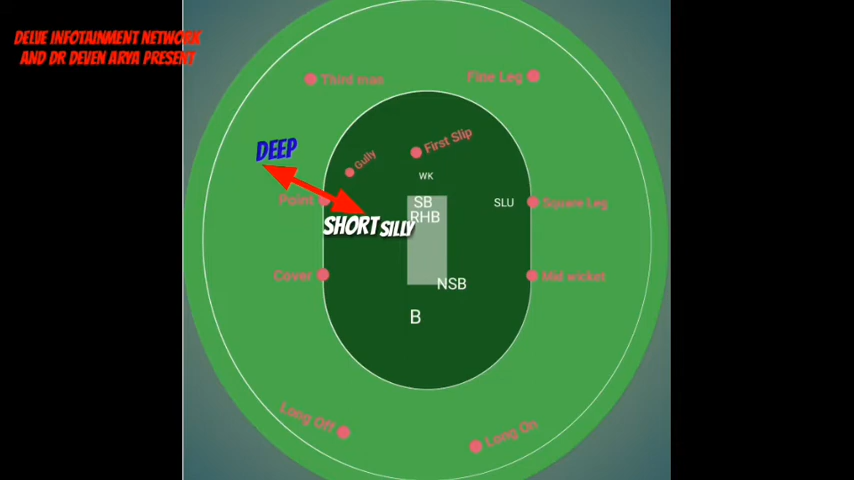 DELVE INFOTAINMENT NETWORK
AND DR DEVEN ARYA PRESENT
Third man
Fine Leg
DEEP
Gully
First Slip
WK
Point
SB
SLU
Square Leg
RHB
SHORT SILLY
Cover
Mid wicket
NSB
B
Long Off
Long On